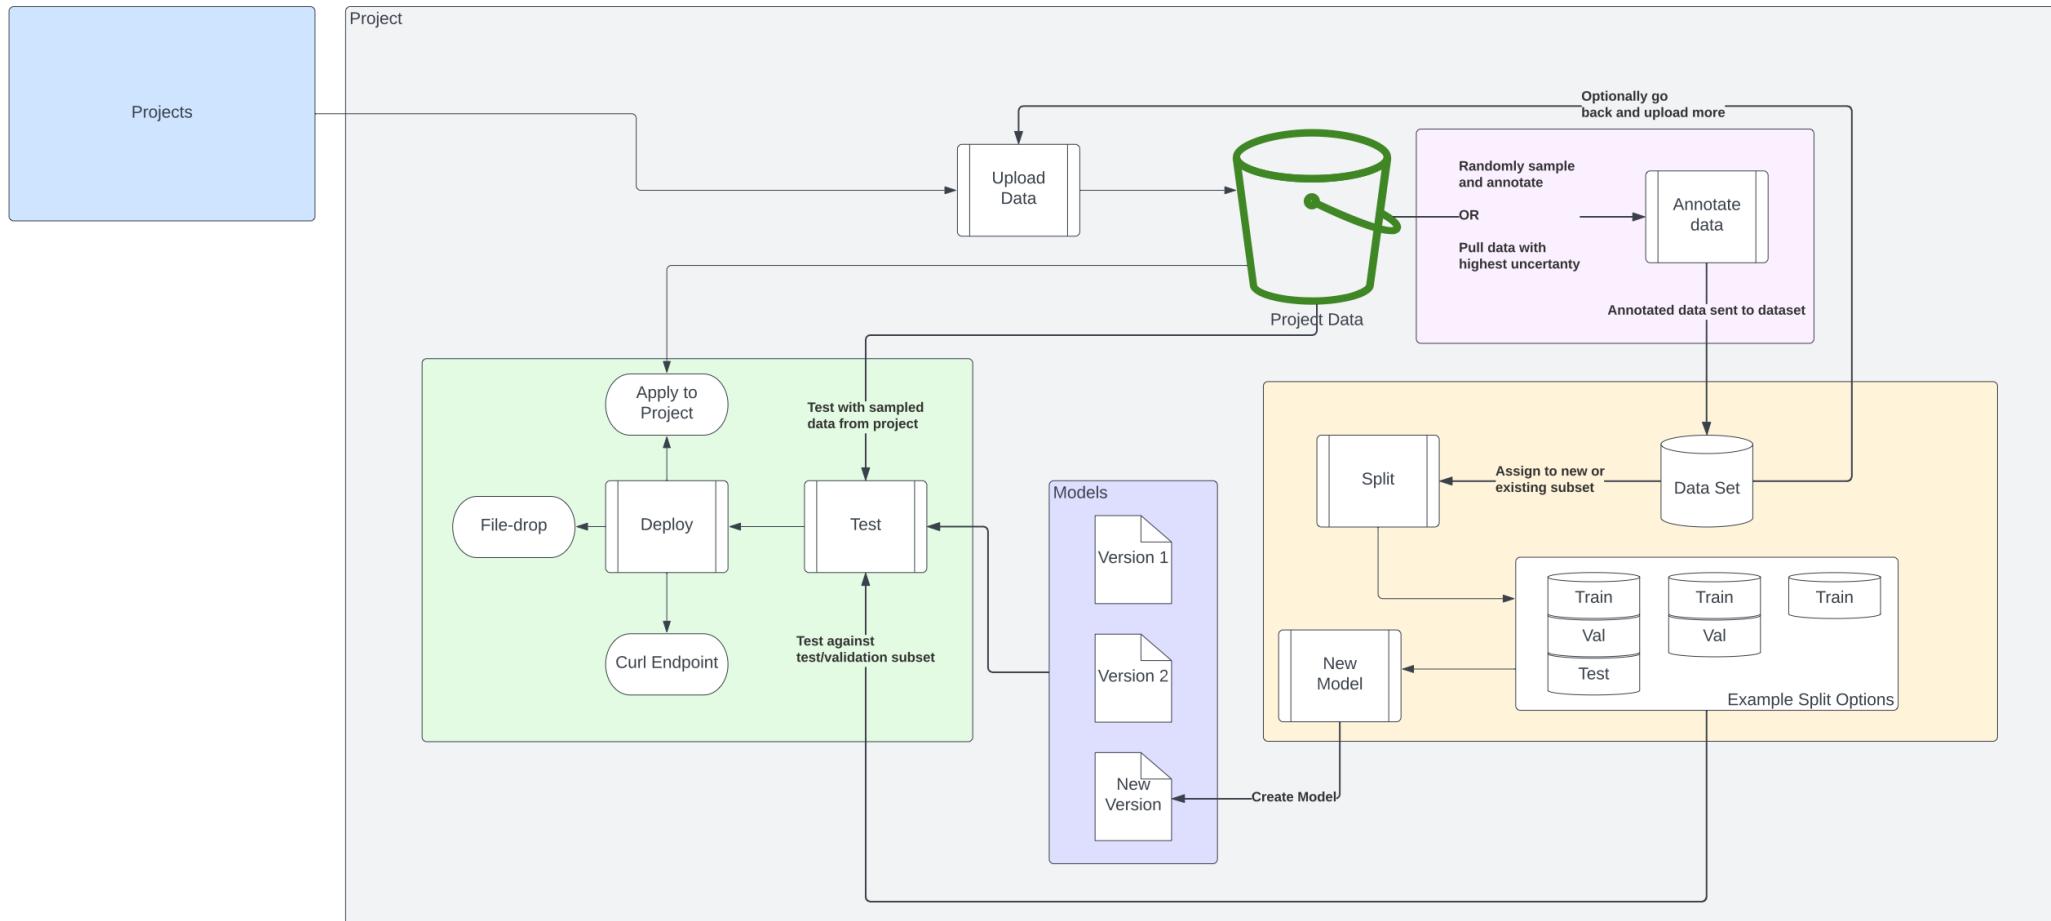 Project
Projects
Optionally go
back and upload more
Upload
Data
Randomly sample
and annotate
OR
Pull data with
highest uncertanty
Annotate
data
Annotated data sent to dataset
Project Data
Apply to
Project
Test with sampled
data from project
File-drop
Deploy
Test
Curl Endpoint
Test against
test/validation subset
Models
Version 1
Version 2
New
Version
Create Model
Split
Assign to new or
existing subset
Data Set
New
Model
Train
Val
Test
Train
Val
Train
Example Split Options